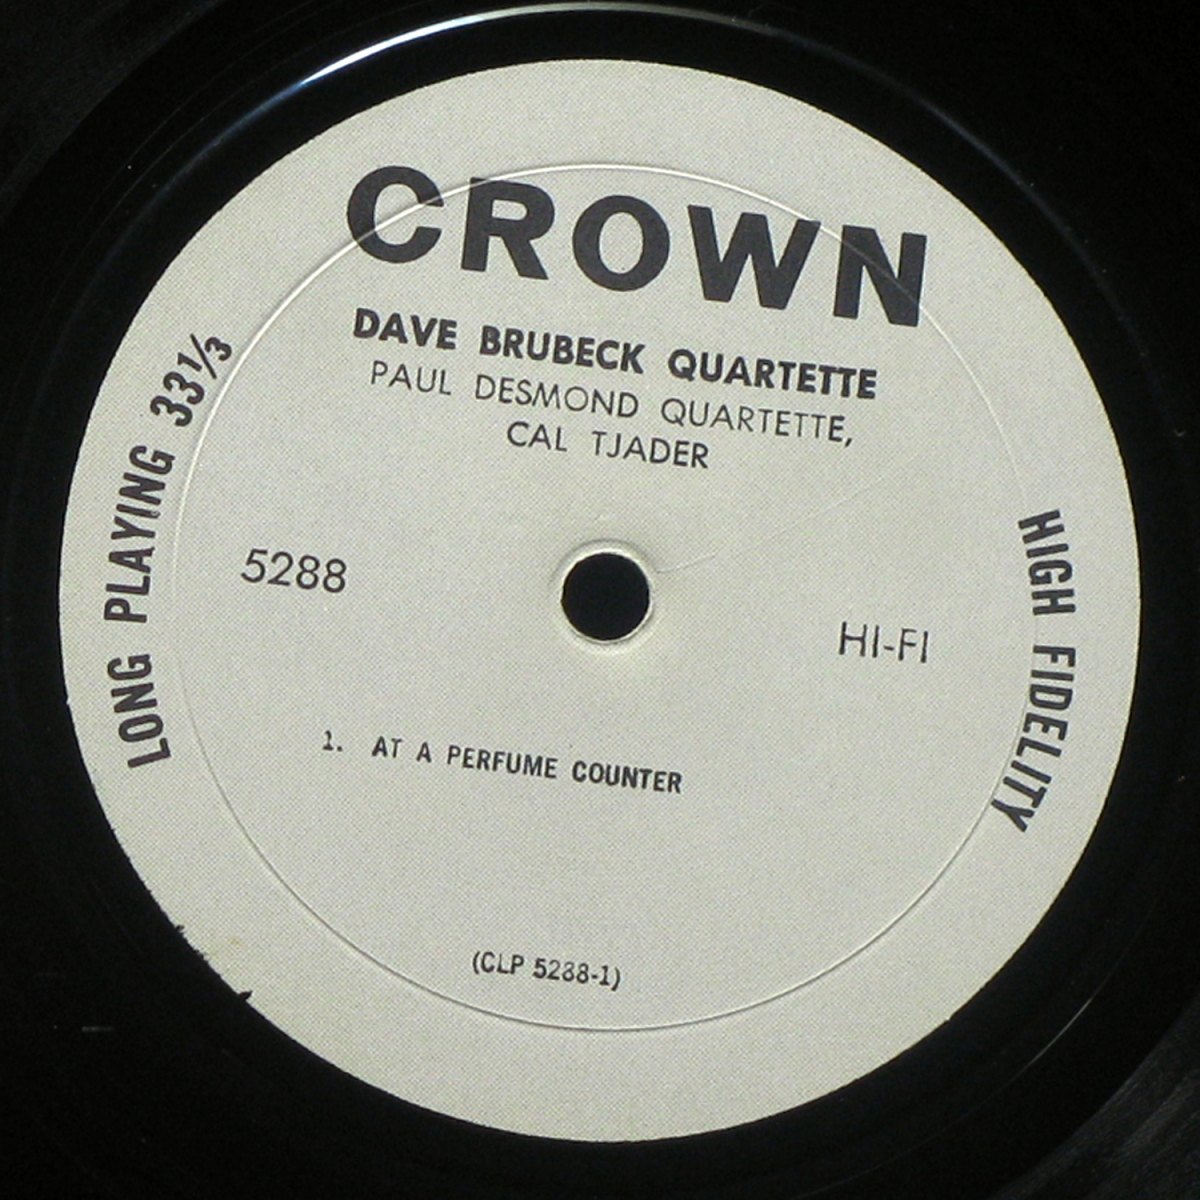 CROWN
DAVE BRUBECK QUARTETTE
PAUL DESMOND QUARTETTE,
CAL TJADER
LONG PLAYING 33⅓
5288
HI-FI
HIGH FIDELITY
1. AT A PERFUME COUNTER
(CLP 5288-1)